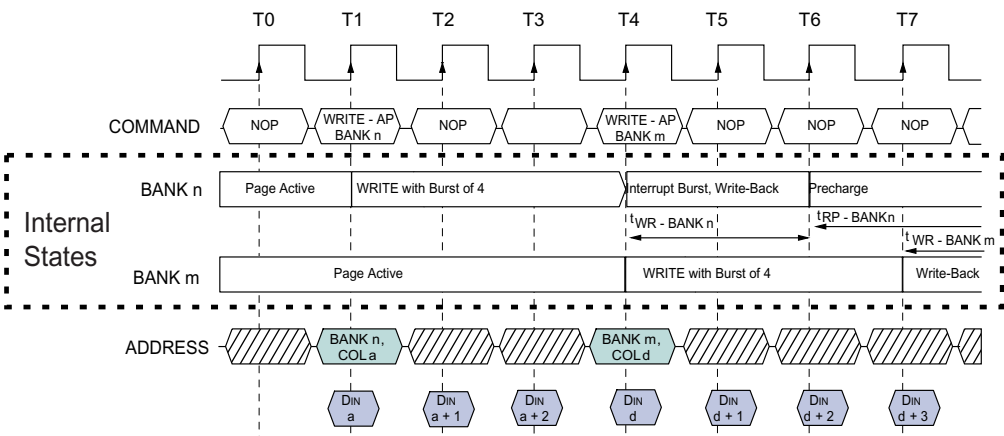 T0 T1 T2 T3 T4 T5 T6 T7
COMMAND NOP WRITE - AP BANK n NOP WRITE - AP BANK m NOP NOP NOP
BANK n Page Active WRITE with Burst of 4 Interrupt Burst, Write-Back Precharge
Internal States
tWR - BANK n tRP - BANKn
t WR - BANK m
BANK m Page Active WRITE with Burst of 4 Write-Back
ADDRESS BANK n, COL a BANK m, COL d
DIN a DIN a + 1 DIN a + 2 DIN d DIN d + 1 DIN d + 2 DIN d + 3